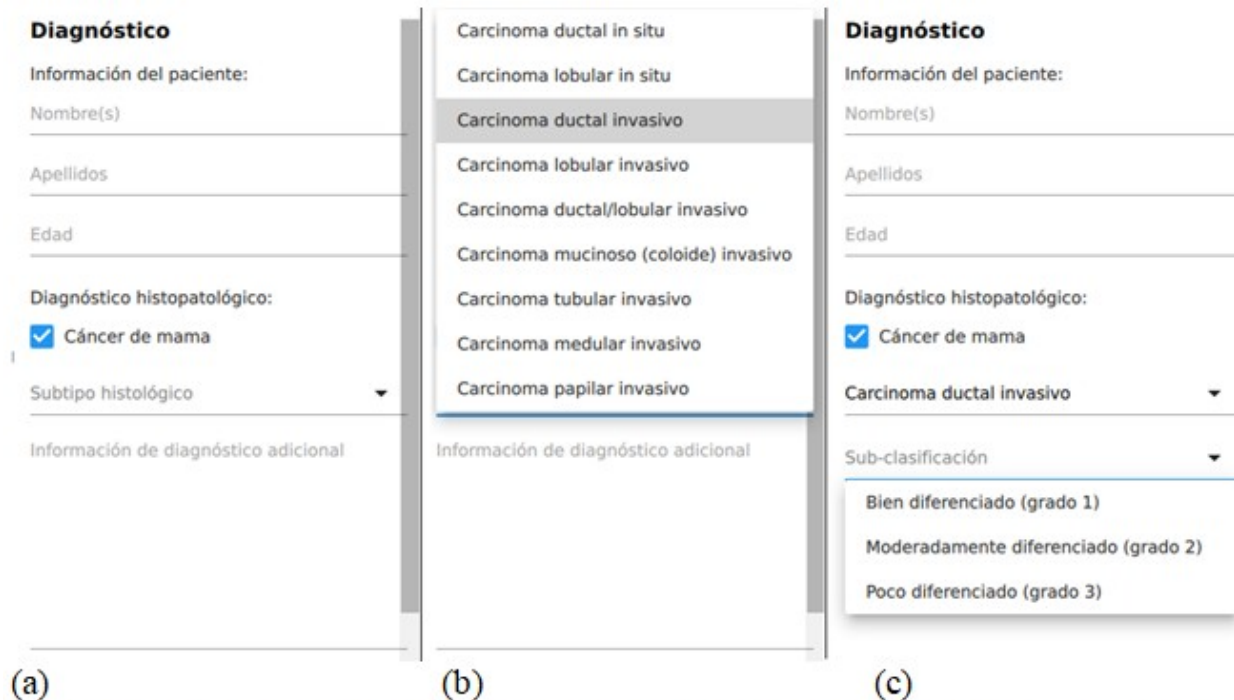 Diagnóstico
Información del paciente:
Nombre(s)
Apellidos
Edad
Diagnóstico histopatológico:
Cáncer de mama
Subtipo histológico
Información de diagnóstico adicional
(a)
Carcinoma ductal in situ
Carcinoma lobular in situ
Carcinoma ductal invasivo
Carcinoma lobular invasivo
Carcinoma ductal/lobular invasivo
Carcinoma mucinoso (coloide) invasivo
Carcinoma tubular invasivo
Carcinoma medular invasivo
Carcinoma papilar invasivo
Información de diagnóstico adicional
(b)
Diagnóstico
Información del paciente:
Nombre(s)
Apellidos
Edad
Diagnóstico histopatológico:
Cáncer de mama
Carcinoma ductal invasivo
Sub-clasificación
Bien diferenciado (grado 1)
Moderadamente diferenciado (grado 2)
Poco diferenciado (grado 3)
(c)